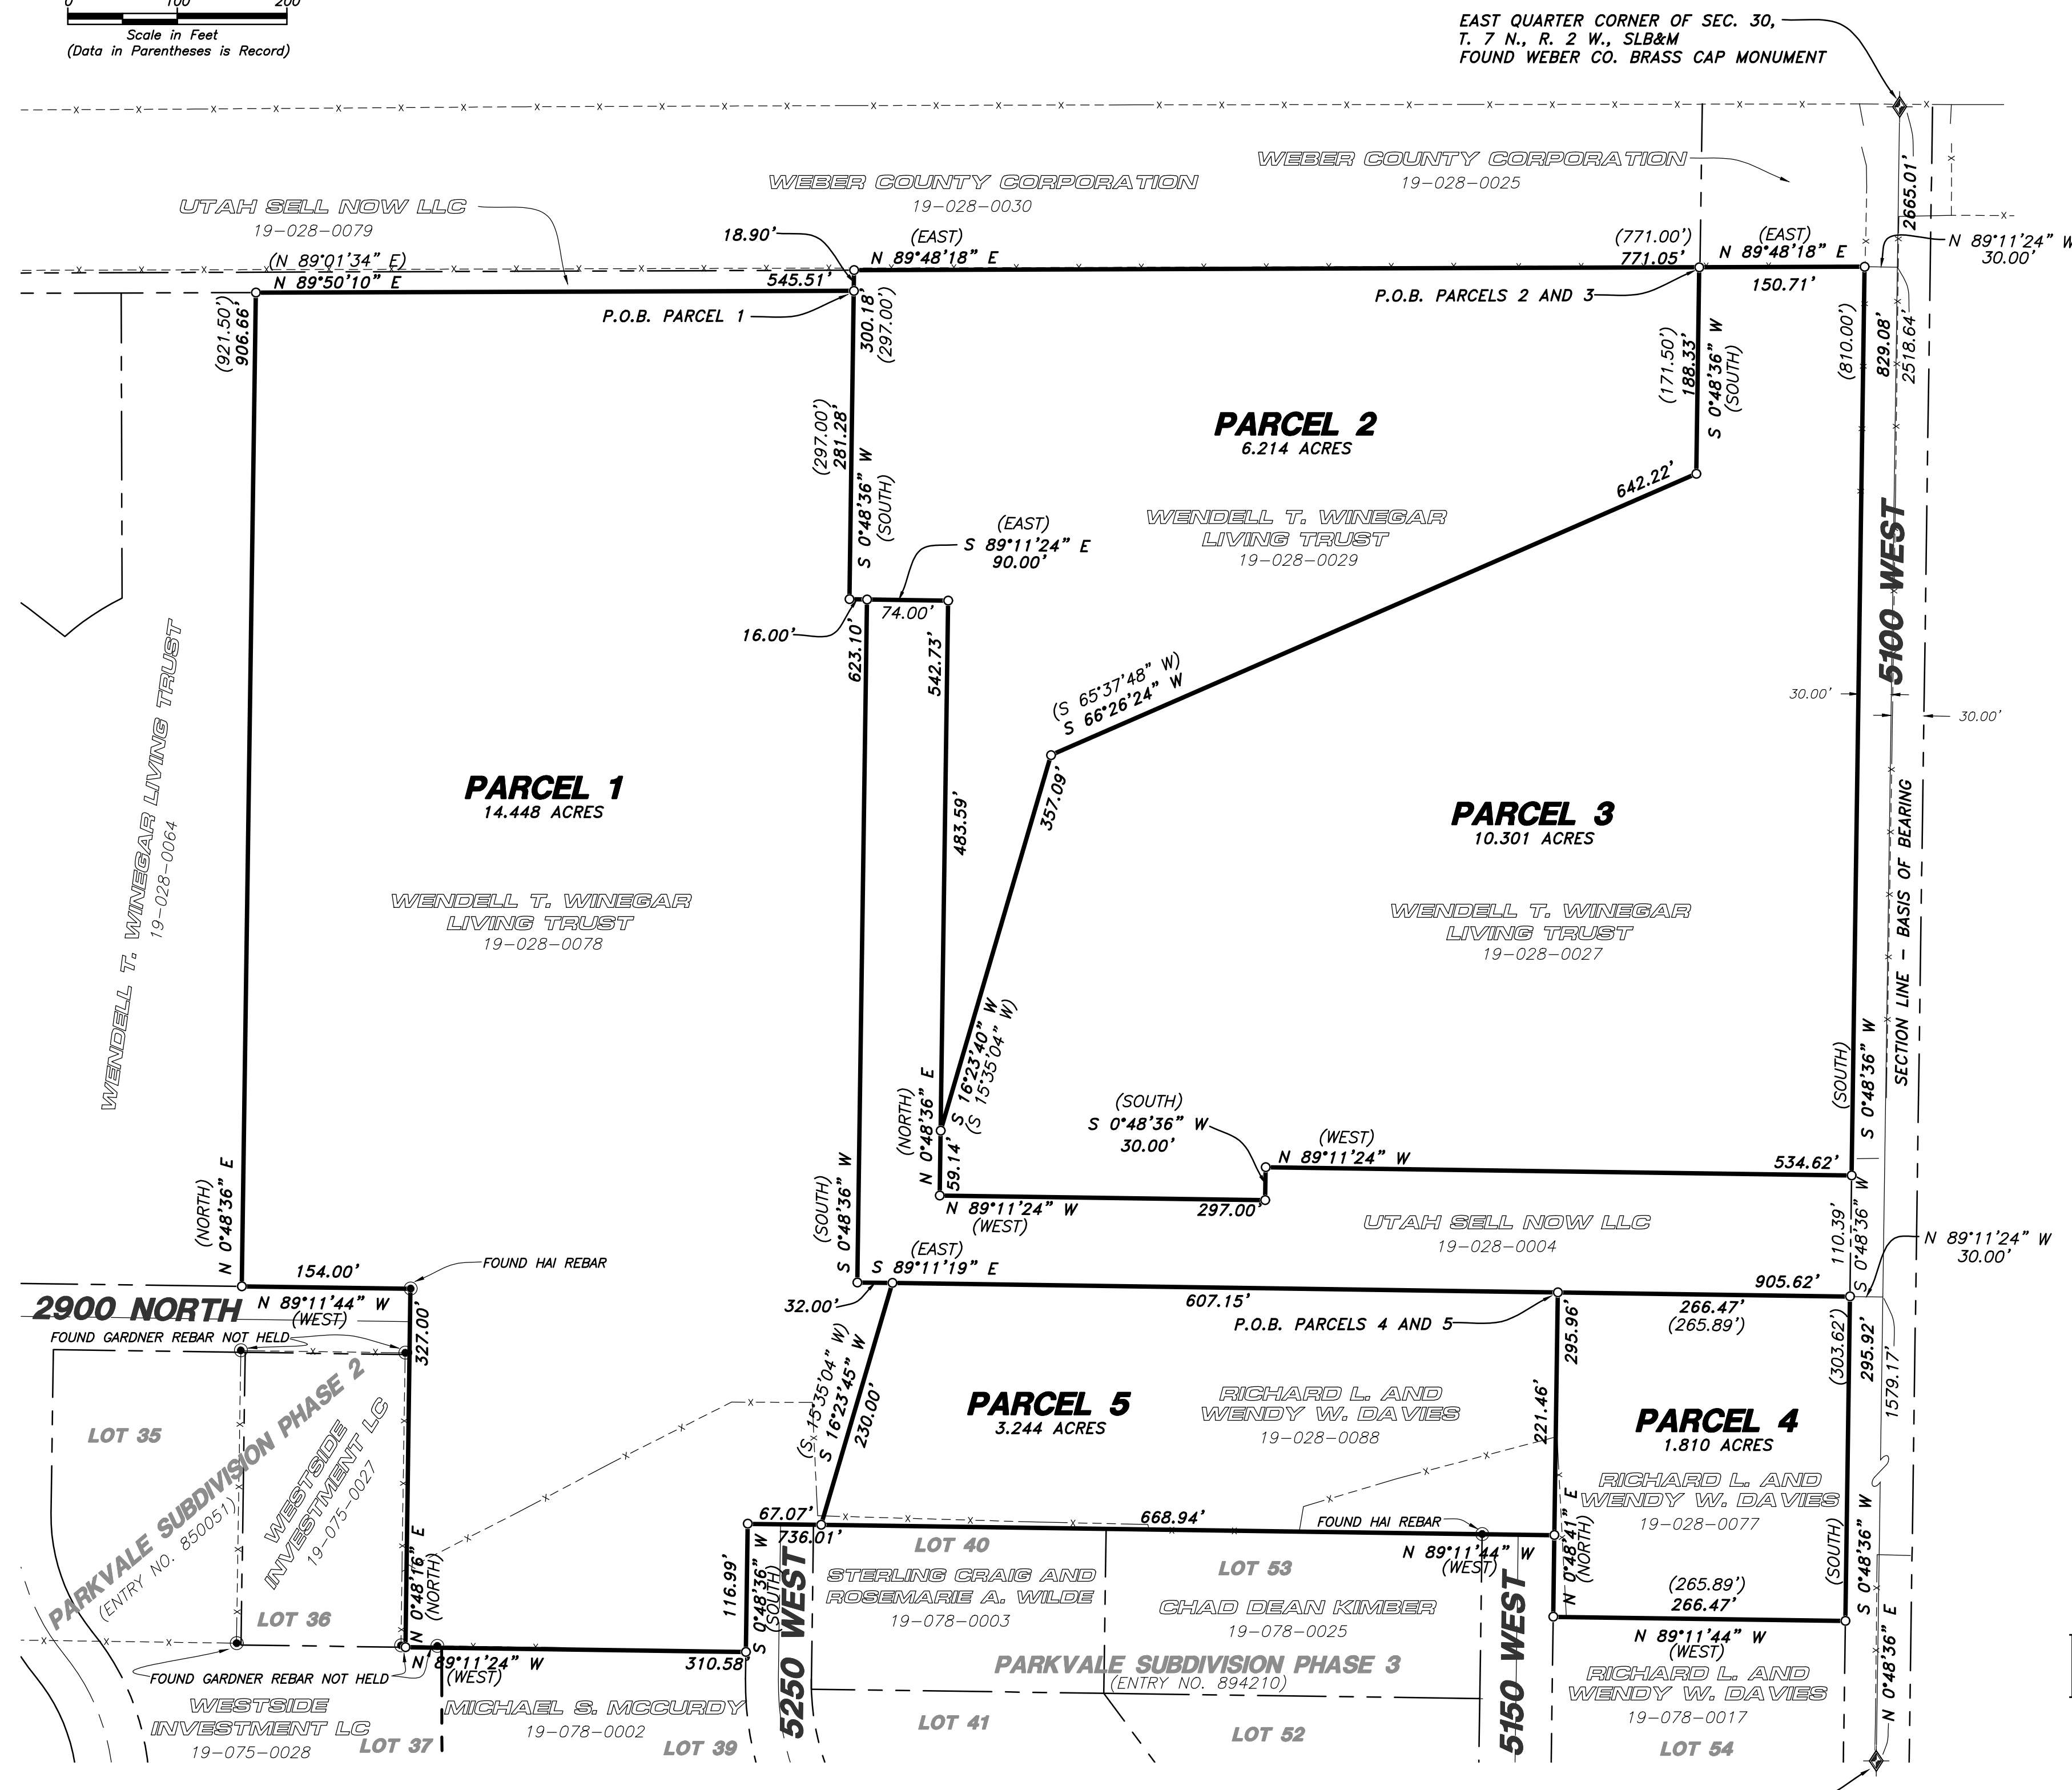 0 100 200
Scale in Feet
(Data in Parentheses is Record)
EAST QUARTER CORNER OF SEC. 30,
T. 7 N., R. 2 W., SLB&M
FOUND WEBER CO. BRASS CAP MONUMENT
WEBER COUNTY CORPORATION
19-028-0025
WEBER COUNTY CORPORATION
19-028-0030
UTAH SELL NOW LLC
19-028-0079
2665.01'
N 89°11'24" W
30.00'
18.90'
(EAST)
N 89°48'18" E
(771.00')
771.05'
(EAST)
N 89°48'18" E
150.71'
(N 89°01'34" E)
N 89°50'10" E
545.51'
P.O.B. PARCEL 1
P.O.B. PARCELS 2 AND 3
(921.50')
906.66'
300.18'
(297.00')
(297.00')
281.28'
S 0°48'36" W
(SOUTH)
(171.50')
188.33'
S 0°48'36" W
(SOUTH)
(810.00')
829.08'
2518.64'
PARCEL 2
6.214 ACRES
642.22'
WENDELL T. WINEGAR
LIVING TRUST
19-028-0029
(EAST)
S 89°11'24" E
90.00'
74.00'
16.00'
623.10'
542.73'
5100 WEST
30.00'
30.00'
(S 65°37'48" W)
S 66°26'24" W
WENDELL T. WINEGAR LIVING TRUST
19-028-0064
PARCEL 1
14.448 ACRES
WENDELL T. WINEGAR
LIVING TRUST
19-028-0078
483.59'
357.09'
PARCEL 3
10.301 ACRES
WENDELL T. WINEGAR
LIVING TRUST
19-028-0027
SECTION LINE - BASIS OF BEARING
S 16°23'40" W
(S 15°35'04" W)
(NORTH)
N 0°48'36" E
59.14'
(SOUTH)
S 0°48'36" W
30.00'
(WEST)
N 89°11'24" W
534.62'
(SOUTH)
S 0°48'36" W
N 89°11'24" W
(WEST)
297.00'
UTAH SELL NOW LLC
19-028-0004
110.39'
S 0°48'36" W
N 89°11'24" W
30.00'
(NORTH)
N 0°48'36" E
(SOUTH)
S 0°48'36" W
(EAST)
S 89°11'19" E
905.62'
32.00'
607.15'
266.47'
(265.89')
P.O.B. PARCELS 4 AND 5
154.00'
FOUND HAI REBAR
N 89°11'44" W
(WEST)
2900 NORTH
FOUND GARDNER REBAR NOT HELD
327.00'
(S 15°35'04" W)
S 16°23'45" W
230.00'
295.96'
221.46'
(303.62')
295.92'
1579.17'
PARCEL 5
3.244 ACRES
RICHARD L. AND
WENDY W. DAVIES
19-028-0088
PARCEL 4
1.810 ACRES
RICHARD L. AND
WENDY W. DAVIES
19-028-0077
LOT 35
PARKVALE SUBDIVISION PHASE 2
(ENTRY NO. 850051)
WESTSIDE
INVESTMENT LC
19-075-0027
LOT 36
N 0°48'16" E
(NORTH)
67.07'
736.01'
668.94'
FOUND HAI REBAR
N 89°11'44" W
(WEST)
N 0°48'41" E
(NORTH)
(SOUTH)
S 0°48'36" W
116.99'
S 0°48'36" W
(SOUTH)
5250 WEST
LOT 40
STERLING CRAIG AND
ROSEMARIE A. WILDE
19-078-0003
LOT 53
CHAD DEAN KIMBER
19-078-0025
5150 WEST
(265.89')
266.47'
N 89°11'44" W
(WEST)
N 89°11'24" W
(WEST)
310.58'
FOUND GARDNER REBAR NOT HELD
PARKVALE SUBDIVISION PHASE 3
(ENTRY NO. 894210)
RICHARD L. AND
WENDY W. DAVIES
19-078-0017
N 0°48'36" E
WESTSIDE
INVESTMENT LC
19-075-0028
LOT 37
MICHAEL S. MCCURDY
19-078-0002
LOT 39
LOT 41
LOT 52
LOT 54